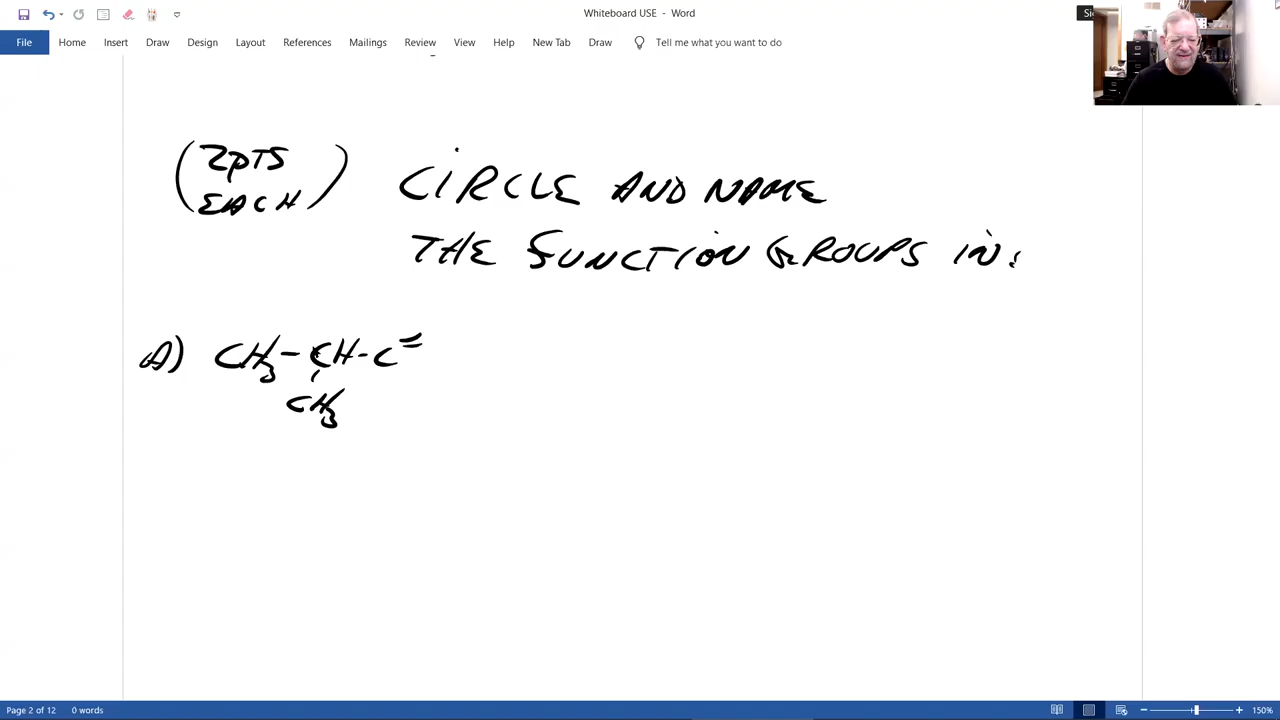 Whiteboard USE - Word
File Home Insert Draw Design Layout References Mailings Review View Help New Tab Draw Tell me what you want to do
(2PTS EACH)
CIRCLE AND NAME
THE FUNCTION GROUPS IN:
A) CH3-CH-C=
CH3
Page 2 of 12 0 words
150%